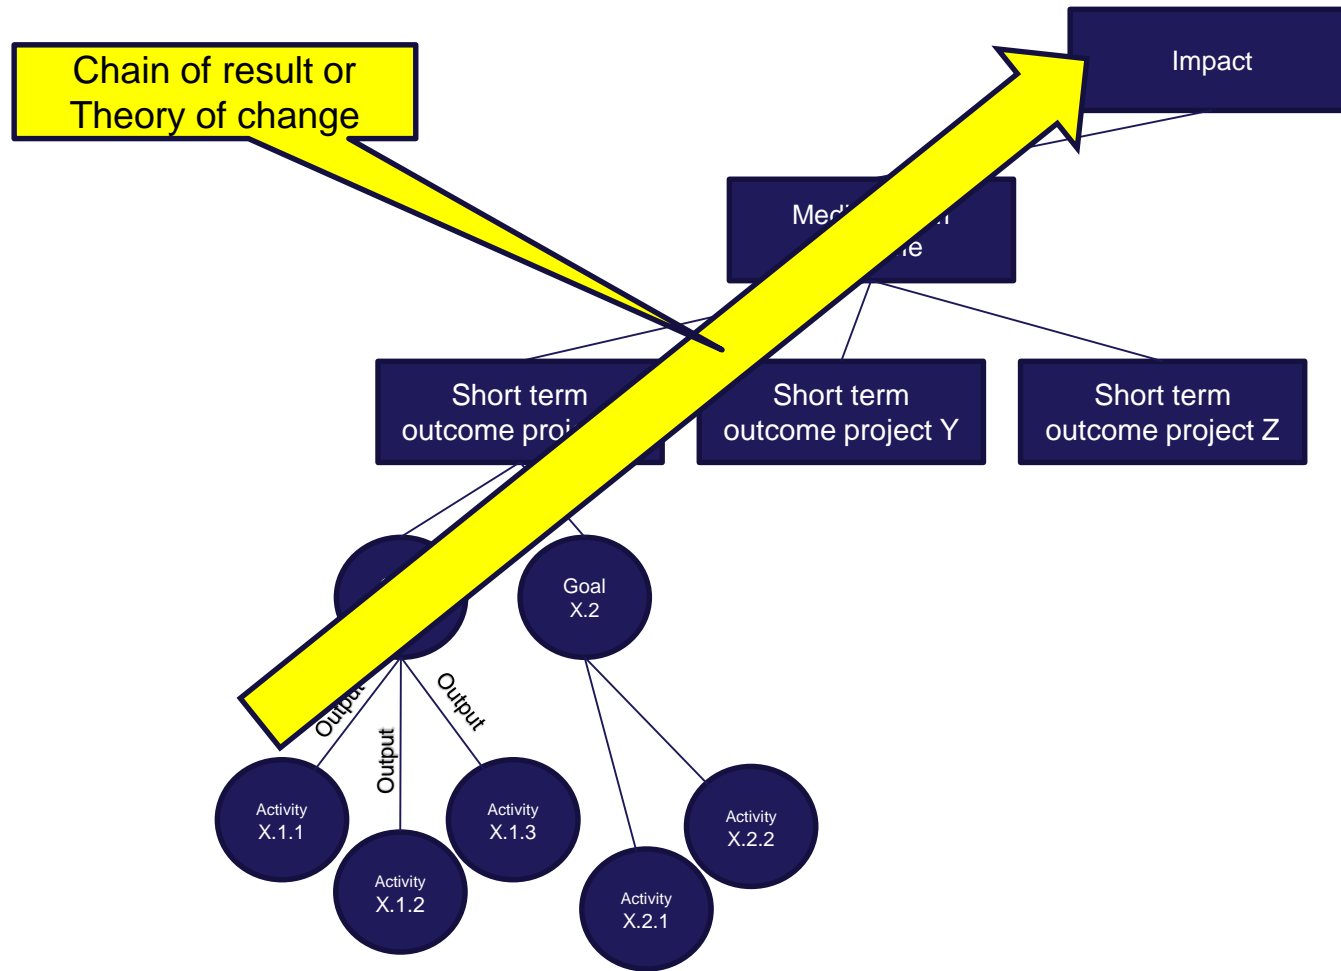 Chain of result or
Theory of change
Impact
Short term
outcome
Short term
outcome project Y
Short term
outcome project Z
Goal
X.2
Output
Output
Output
Activity
X.1.1
Activity
X.1.2
Activity
X.1.3
Activity
X.2.1
Activity
X.2.2